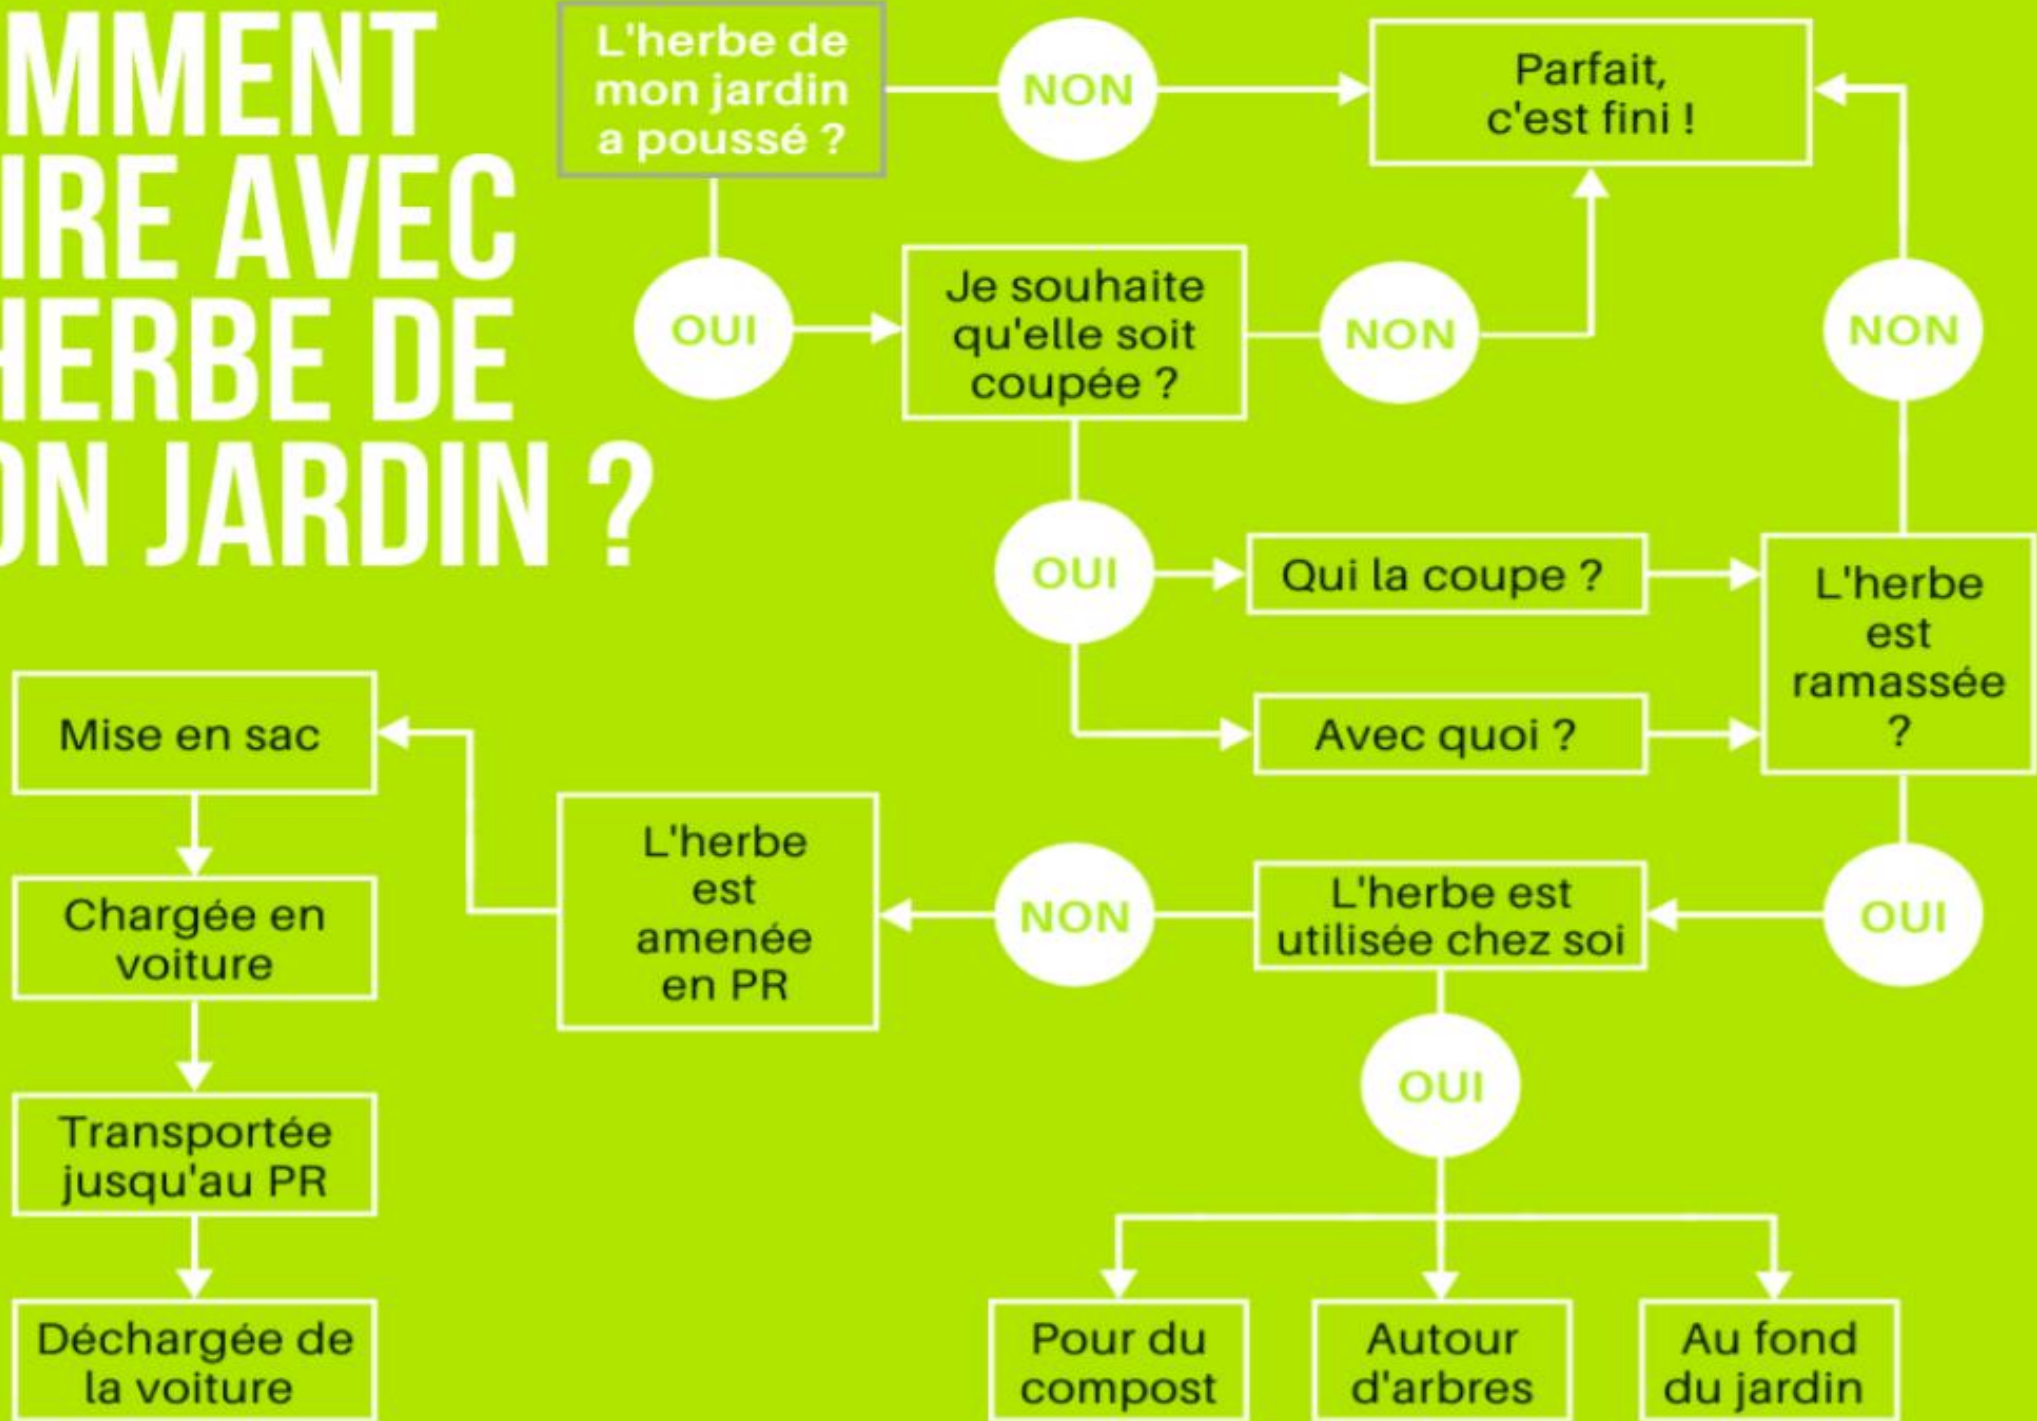 MMENT
IRE AVEC
HERBE DE
ON JARDIN ?
L'herbe de
mon jardin
a poussé ?
NON
Parfait,
c'est fini !
OUI
Je souhaite
qu'elle soit
coupée ?
NON
NON
OUI
Qui la coupe ?
Avec quoi ?
L'herbe
est
ramassée
?
OUI
L'herbe est
utilisée chez soi
NON
L'herbe
est
amenée
en PR
Mise en sac
Chargée en
voiture
Transportée
jusqu'au PR
Déchargée de
la voiture
OUI
Pour du
compost
Autour
d'arbres
Au fond
du jardin